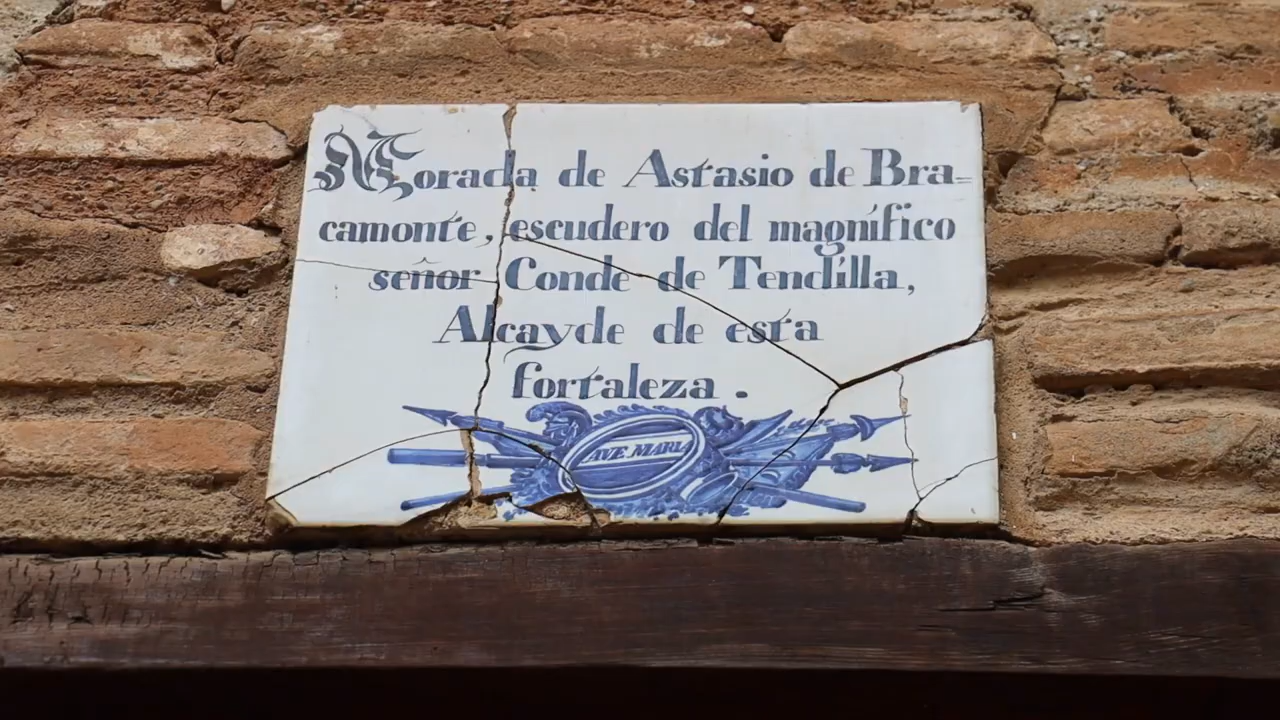 Morada de Astasio de Bra-
camonte, escudero del magnífico
señor Conde de Tendilla,
Alcayde de esta
fortaleza.
AVE MARIA